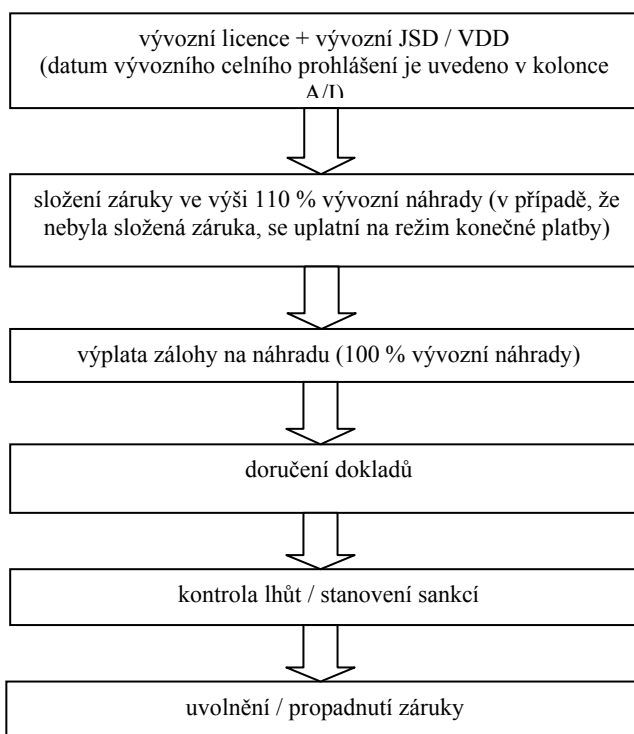 vývozní licence + vývozní JSD / VDD
(datum vývozního celního prohlášení je uvedeno v kolonce
A/D)
složení záruky ve výši 110 % vývozní náhrady (v případě, že
nebyla složená záruka, se uplatní na režim konečné platby)
výplata zálohy na náhradu (100 % vývozní náhrady)
doručení dokladů
kontrola lhůt / stanovení sankcí
uvolnění / propadnutí záruky